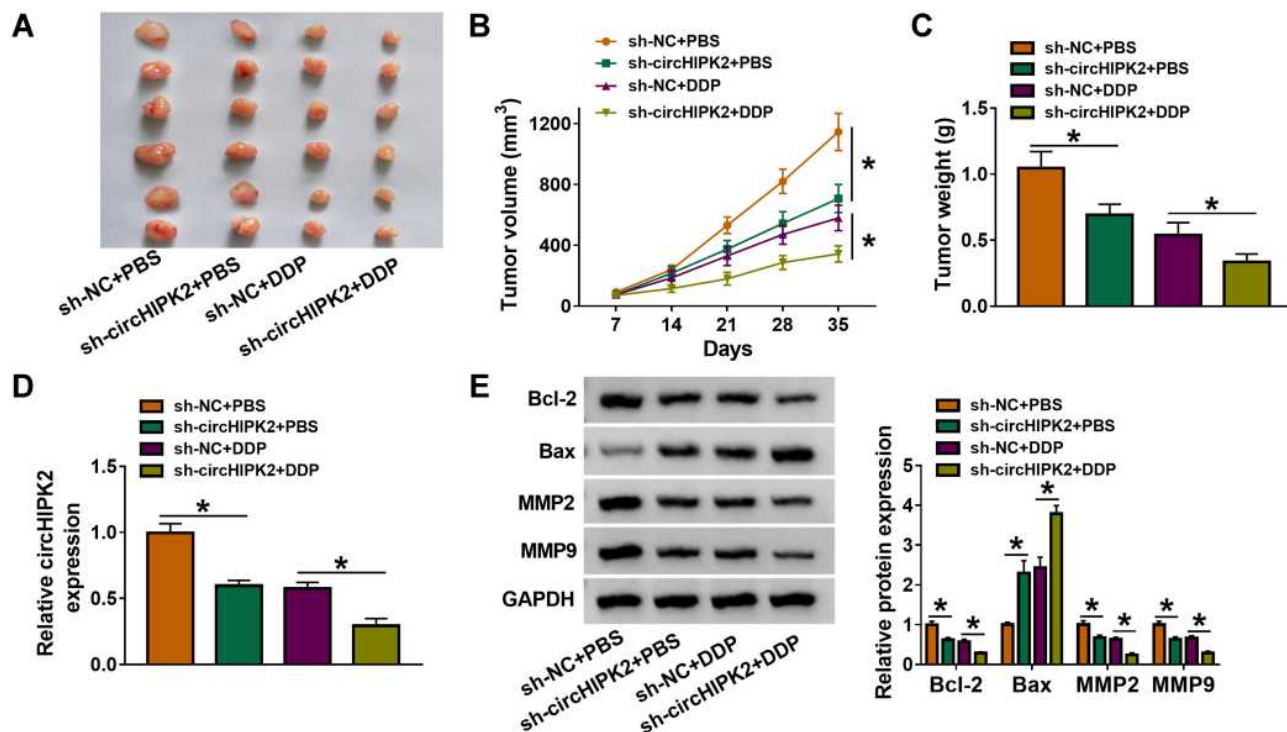 A
sh-NC+PBS
sh-circHIPK2+PBS
sh-NC+DDP
sh-circHIPK2+DDP
B
sh-NC+PBS
sh-circHIPK2+PBS
sh-NC+DDP
sh-circHIPK2+DDP
Tumor volume (mm³)
1200
800
400
0
7 14 21 28 35
Days
*
*
C
sh-NC+PBS
sh-circHIPK2+PBS
sh-NC+DDP
sh-circHIPK2+DDP
Tumor weight (g)
1.5
1.0
0.5
0.0
*
*
D
sh-NC+PBS
sh-circHIPK2+PBS
sh-NC+DDP
sh-circHIPK2+DDP
Relative circHIPK2
expression
1.5
1.0
0.5
0.0
*
*
E
Bcl-2
Bax
MMP2
MMP9
GAPDH
sh-NC+PBS
sh-circHIPK2+PBS
sh-NC+DDP
sh-circHIPK2+DDP
sh-NC+PBS
sh-circHIPK2+PBS
sh-NC+DDP
sh-circHIPK2+DDP
Relative protein expression
5
4
3
2
1
0
* * * * * * * *
Bcl-2 Bax MMP2 MMP9